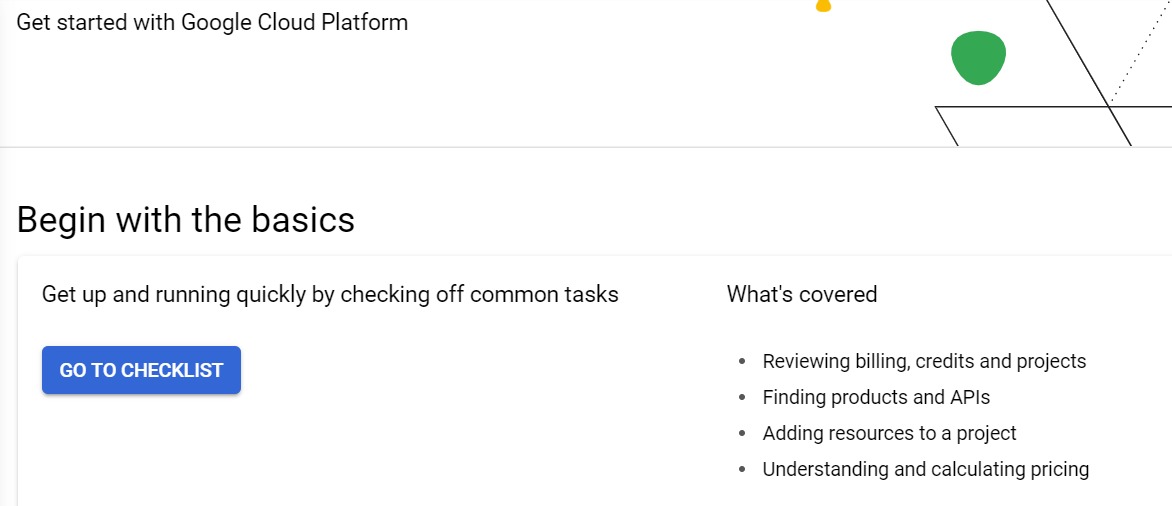 Get started with Google Cloud Platform
Begin with the basics
Get up and running quickly by checking off common tasks
GO TO CHECKLIST
What's covered
Reviewing billing, credits and projects
Finding products and APIs
Adding resources to a project
Understanding and calculating pricing